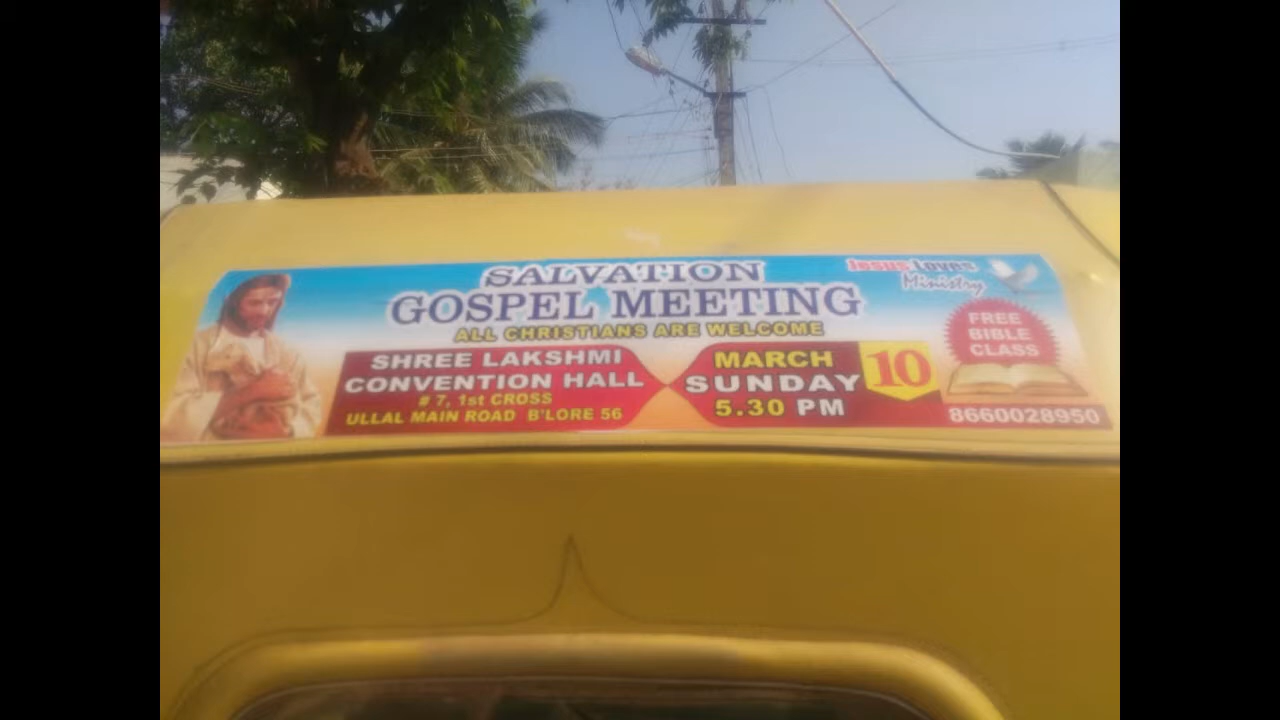 SALVATION
GOSPEL MEETING
ALL CHRISTIANS ARE WELCOME
Jesus Loves
Ministry
SHREE LAKSHMI
CONVENTION HALL
# 7, 1st CROSS
ULLAL MAIN ROAD B'LORE 56
MARCH
SUNDAY
5.30 PM
10
FREE
BIBLE
CLASS
8660028950